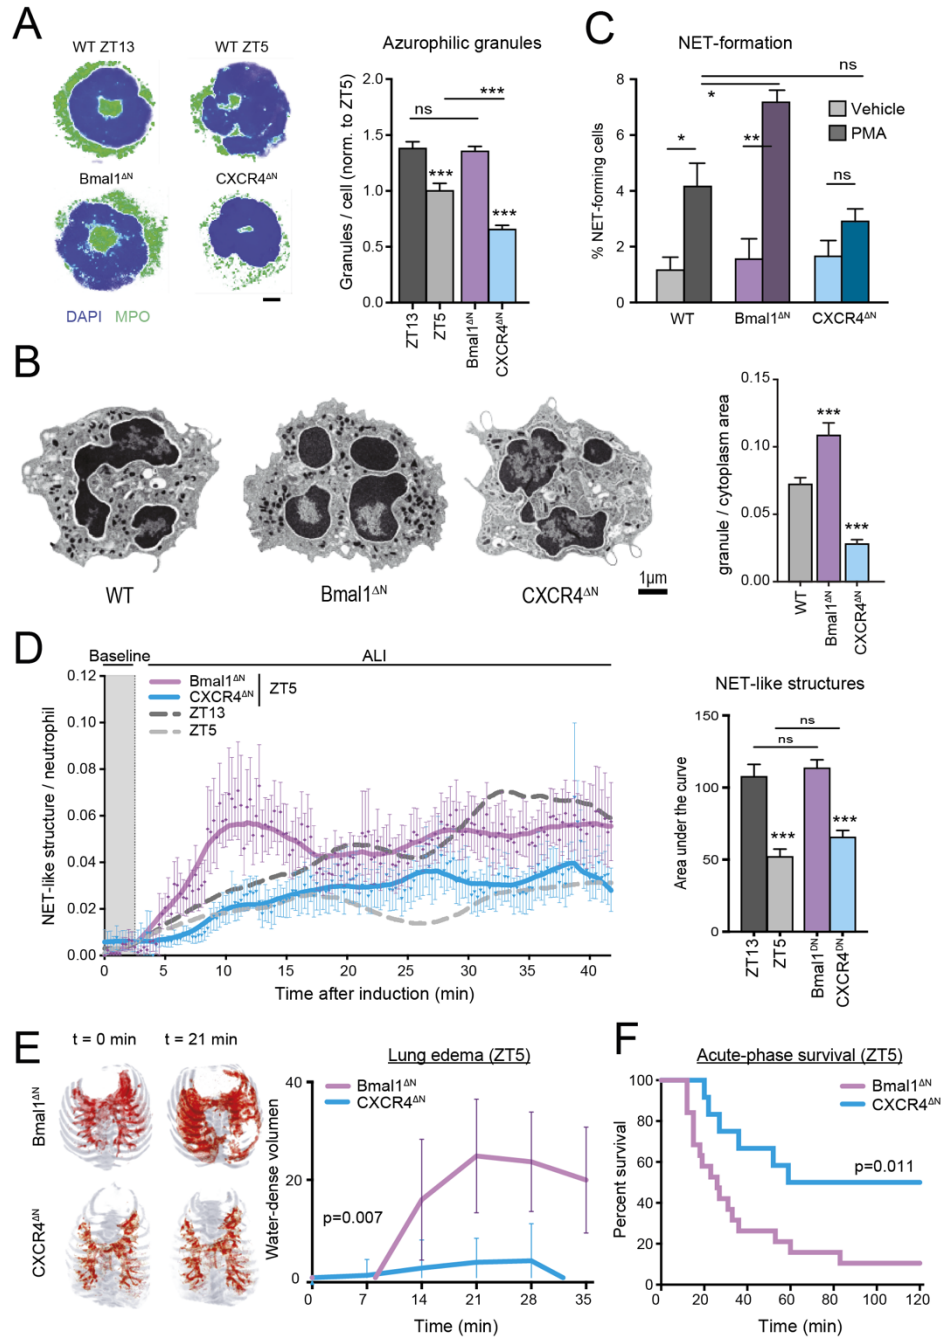 A
WT ZT13
WT ZT5
Bmal1ΔN
CXCR4ΔN
DAPI MPO
Azurophilic granules
Granules / cell (norm. to ZT5)
2.0
1.5
1.0
0.5
0.0
ns
***
***
***
ZT13
ZT5
Bmal1ΔN
CXCR4ΔN
C
NET-formation
% NET-forming cells
8
6
4
2
0
ns
*
*
**
ns
Vehicle
PMA
WT
Bmal1ΔN
CXCR4ΔN
B
WT
Bmal1ΔN
CXCR4ΔN
1µm
granule / cytoplasm area
0.15
0.10
0.05
0.00
***
***
WT
Bmal1ΔN
CXCR4ΔN
D
Baseline
ALI
NET-like structure / neutrophil
0.12
0.10
0.08
0.06
0.04
0.02
0.00
Bmal1ΔN
CXCR4ΔN
ZT5
ZT13
ZT5
0 5 10 15 20 25 30 35 40
Time after induction (min)
NET-like structures
Area under the curve
150
100
50
0
ns
ns
***
***
ZT13
ZT5
Bmal1DN
CXCR4DN
E
t = 0 min
t = 21 min
Bmal1ΔN
CXCR4ΔN
Lung edema (ZT5)
Water-dense volumen
40
20
0
Bmal1ΔN
CXCR4ΔN
p=0.007
0 7 14 21 28 35
Time (min)
F
Acute-phase survival (ZT5)
Percent survival
100
80
60
40
20
0
Bmal1ΔN
CXCR4ΔN
p=0.011
0 20 40 60 80 100 120
Time (min)